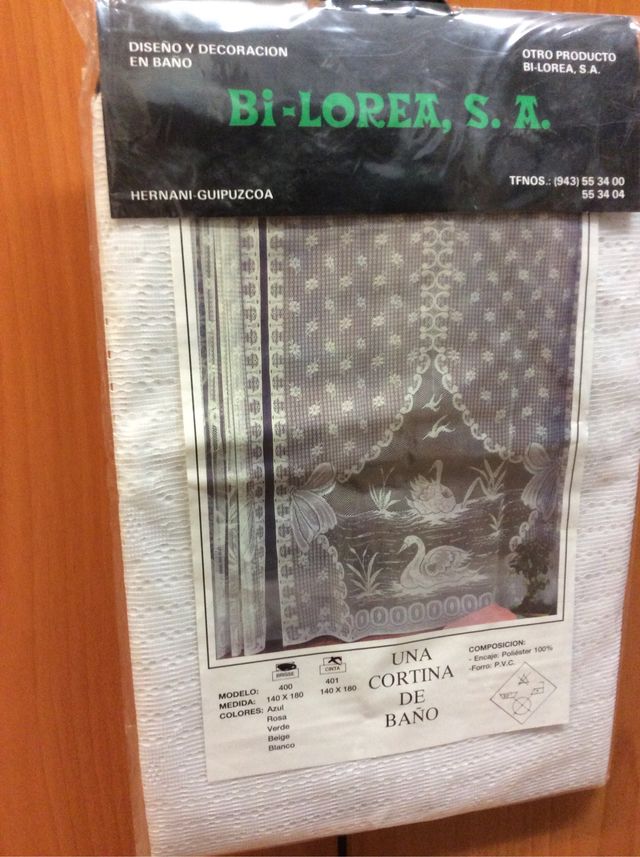 DISEÑO Y DECORACION
EN BAÑO
OTRO PRODUCTO
BI-LOREA, S.A.
Bi-LOREA, S. A.
HERNANI-GUIPUZCOA
TFNOS.: (943) 55 34 00
55 34 04
BRISSE
CINTA
MODELO: 400 401
MEDIDA: 140 X 180 140 X 180
COLORES: Azul
Rosa
Verde
Beige
Blanco
UNA
CORTINA
DE
BAÑO
COMPOSICION:
- Encaje: Poliéster 100%
-Forro: P.V.C.